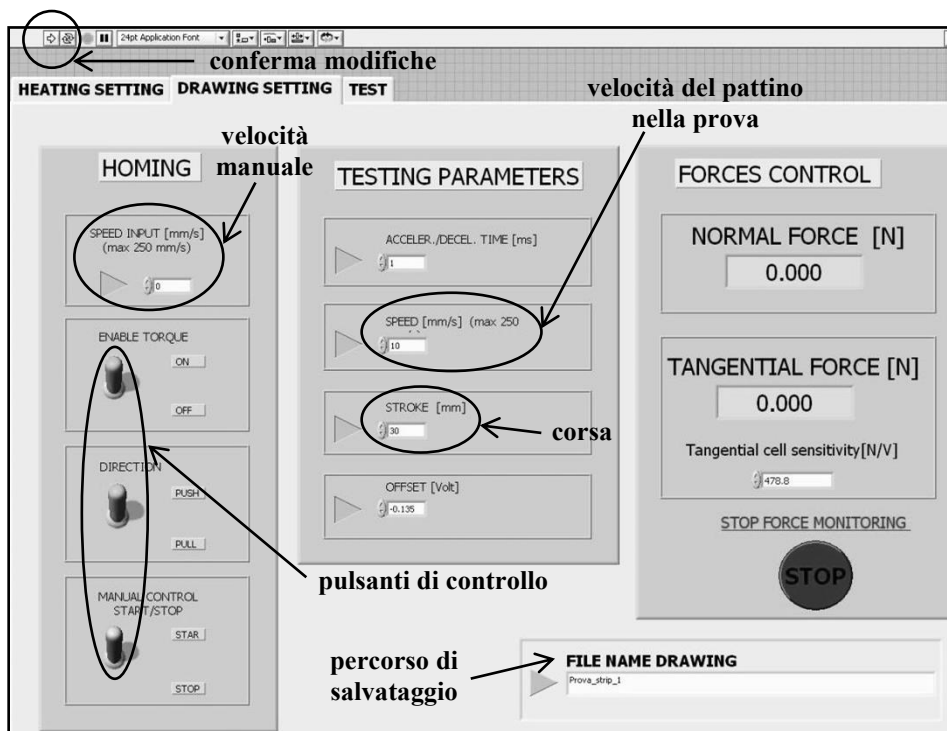 24pt Application Font
conferma modifiche
HEATING SETTING DRAWING SETTING TEST
velocità del pattino
nella prova
velocità
manuale
HOMING
SPEED INPUT [mm/s]
(max 250 mm/s)
0
ENABLE TORQUE
ON
OFF
DIRECTION
PUSH
PULL
MANUAL CONTROL
START/STOP
STAR
STOP
TESTING PARAMETERS
ACCELER./DECEL. TIME [ms]
1
SPEED [mm/s] (max 250
10
STROKE [mm]
30
corsa
OFFSET [Volt]
-0.135
pulsanti di controllo
FORCES CONTROL
NORMAL FORCE [N]
0.000
TANGENTIAL FORCE [N]
0.000
Tangential cell sensitivity[N/V]
478.8
STOP FORCE MONITORING
STOP
percorso di
salvataggio
FILE NAME DRAWING
Prova_strip_1